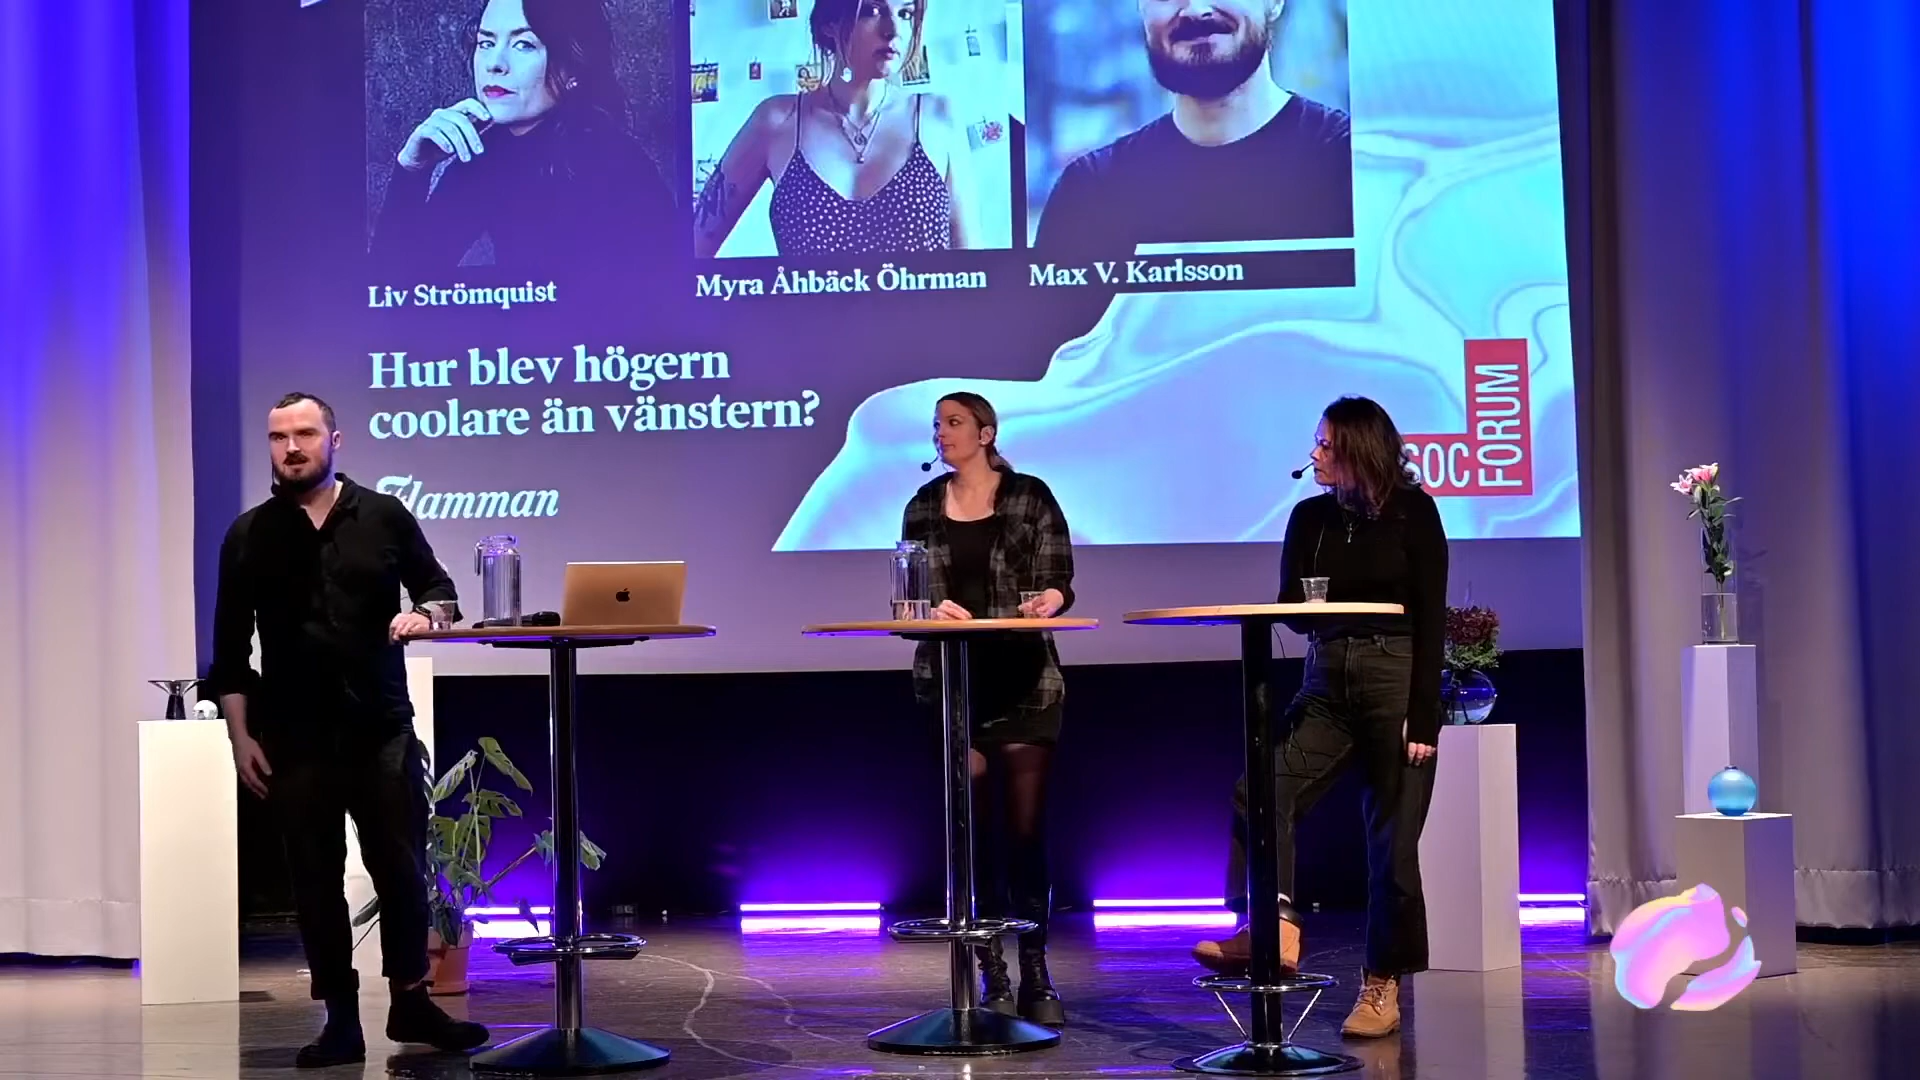 Liv Strömquist
Myra Åhbäck Öhrman
Max V. Karlsson
Hur blev högern
coolare än vänstern?
Flamman
SOC
FORUM